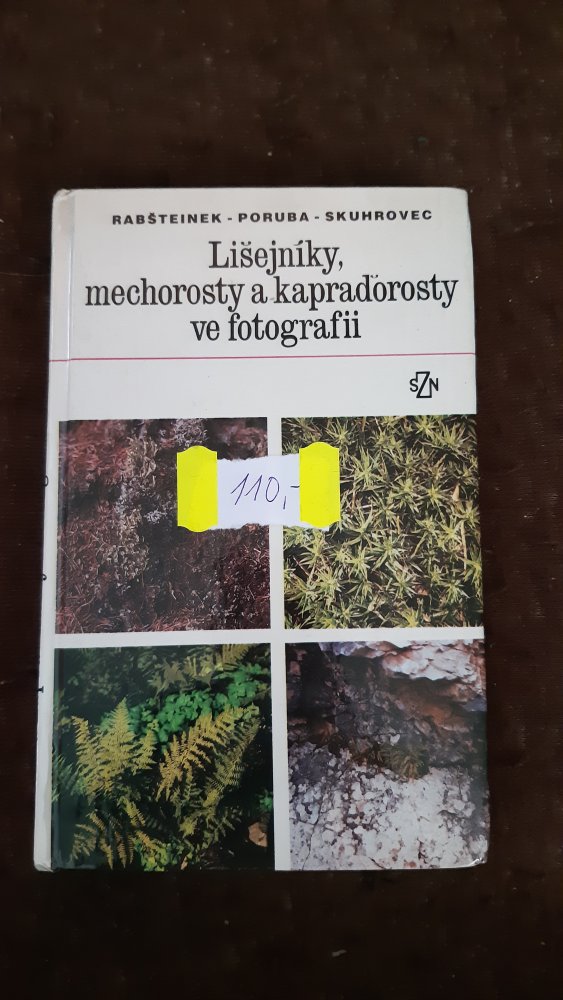 RABŠTEINEK - PORUBA - SKUHROVEC
Lišejníky,
mechorosty a kapraďorosty
ve fotografii
SZN
110,-